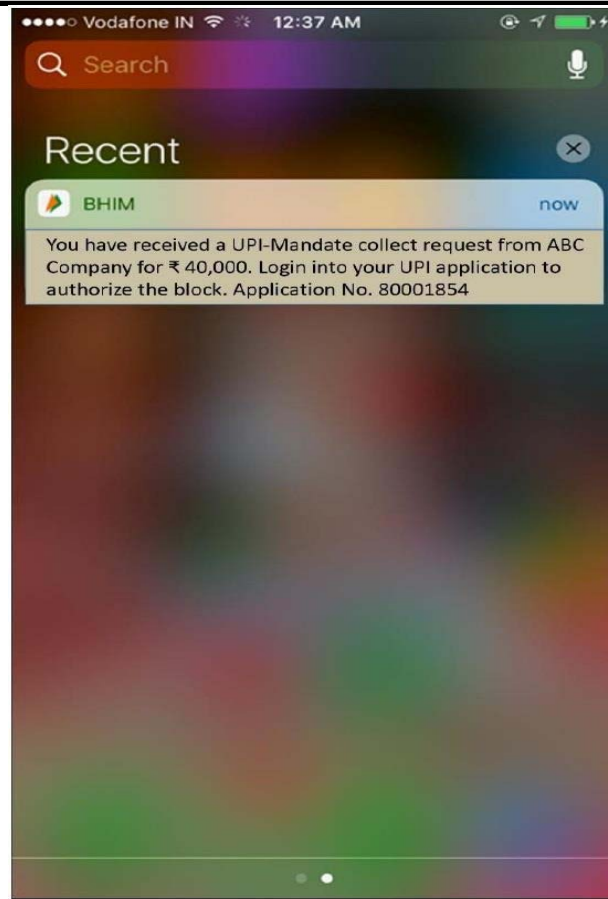 Vodafone IN 12:37 AM
Search
Recent
BHIM now
You have received a UPI-Mandate collect request from ABC
Company for ₹ 40,000. Login into your UPI application to
authorize the block. Application No. 80001854